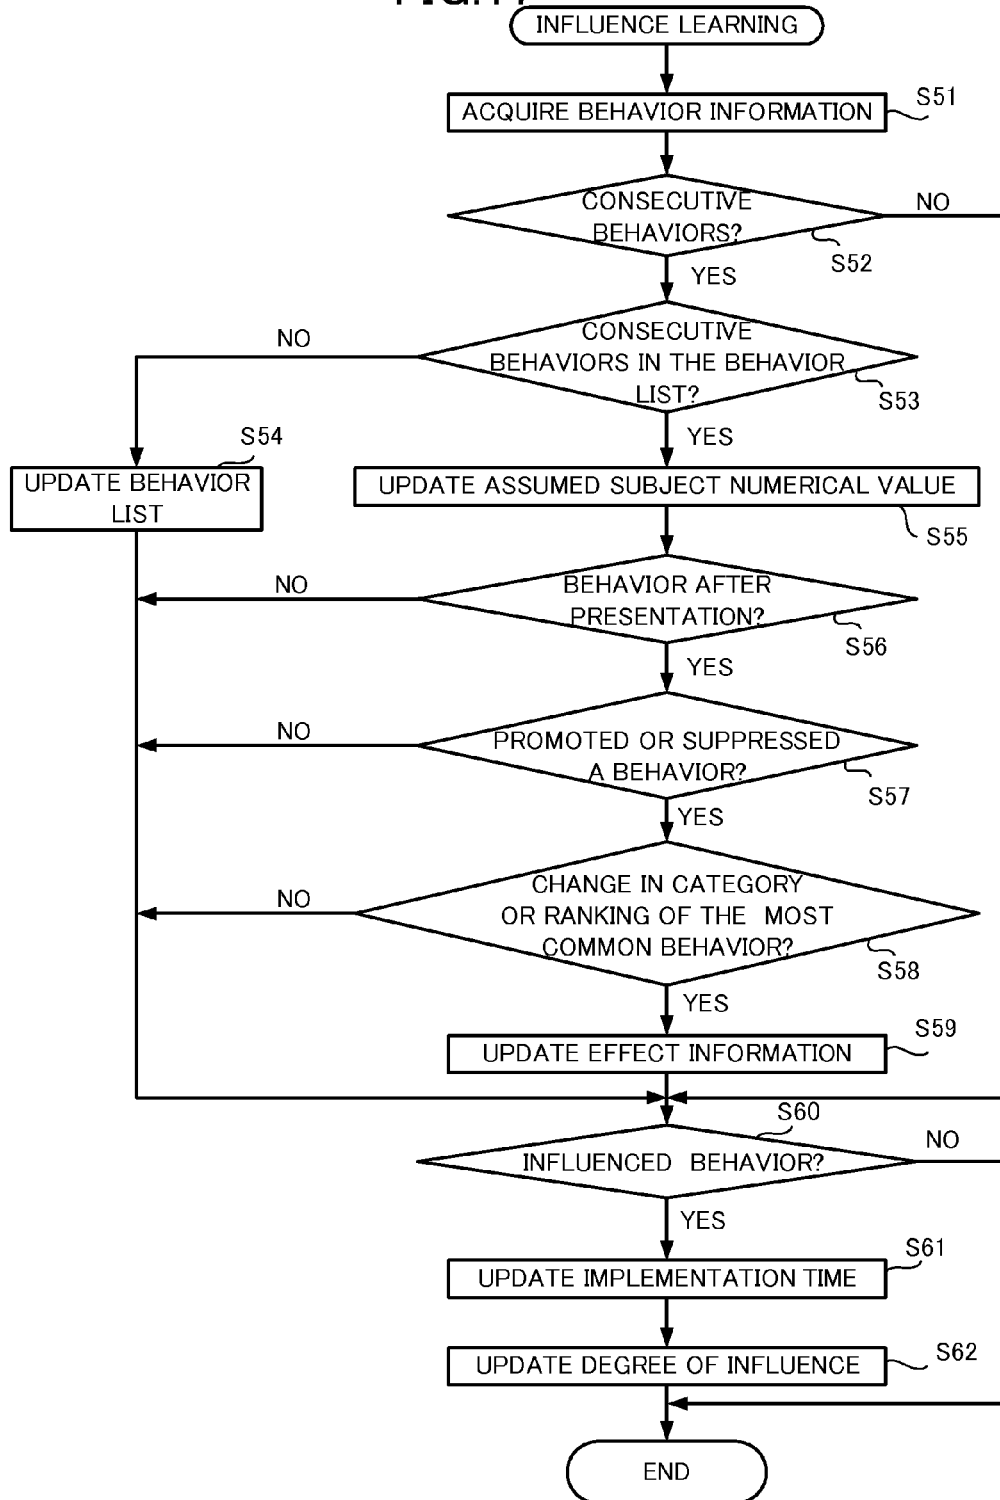 INFLUENCE LEARNING
S51
ACQUIRE BEHAVIOR INFORMATION
CONSECUTIVE
BEHAVIORS?
NO
S52
YES
CONSECUTIVE
BEHAVIORS IN THE BEHAVIOR
LIST?
NO
S53
YES
S54
UPDATE BEHAVIOR
LIST
UPDATE ASSUMED SUBJECT NUMERICAL VALUE
S55
NO
BEHAVIOR AFTER
PRESENTATION?
S56
YES
NO
PROMOTED OR SUPPRESSED
A BEHAVIOR?
S57
YES
NO
CHANGE IN CATEGORY
OR RANKING OF THE MOST
COMMON BEHAVIOR?
S58
YES
S59
UPDATE EFFECT INFORMATION
S60
INFLUENCED BEHAVIOR?
NO
YES
S61
UPDATE IMPLEMENTATION TIME
S62
UPDATE DEGREE OF INFLUENCE
END